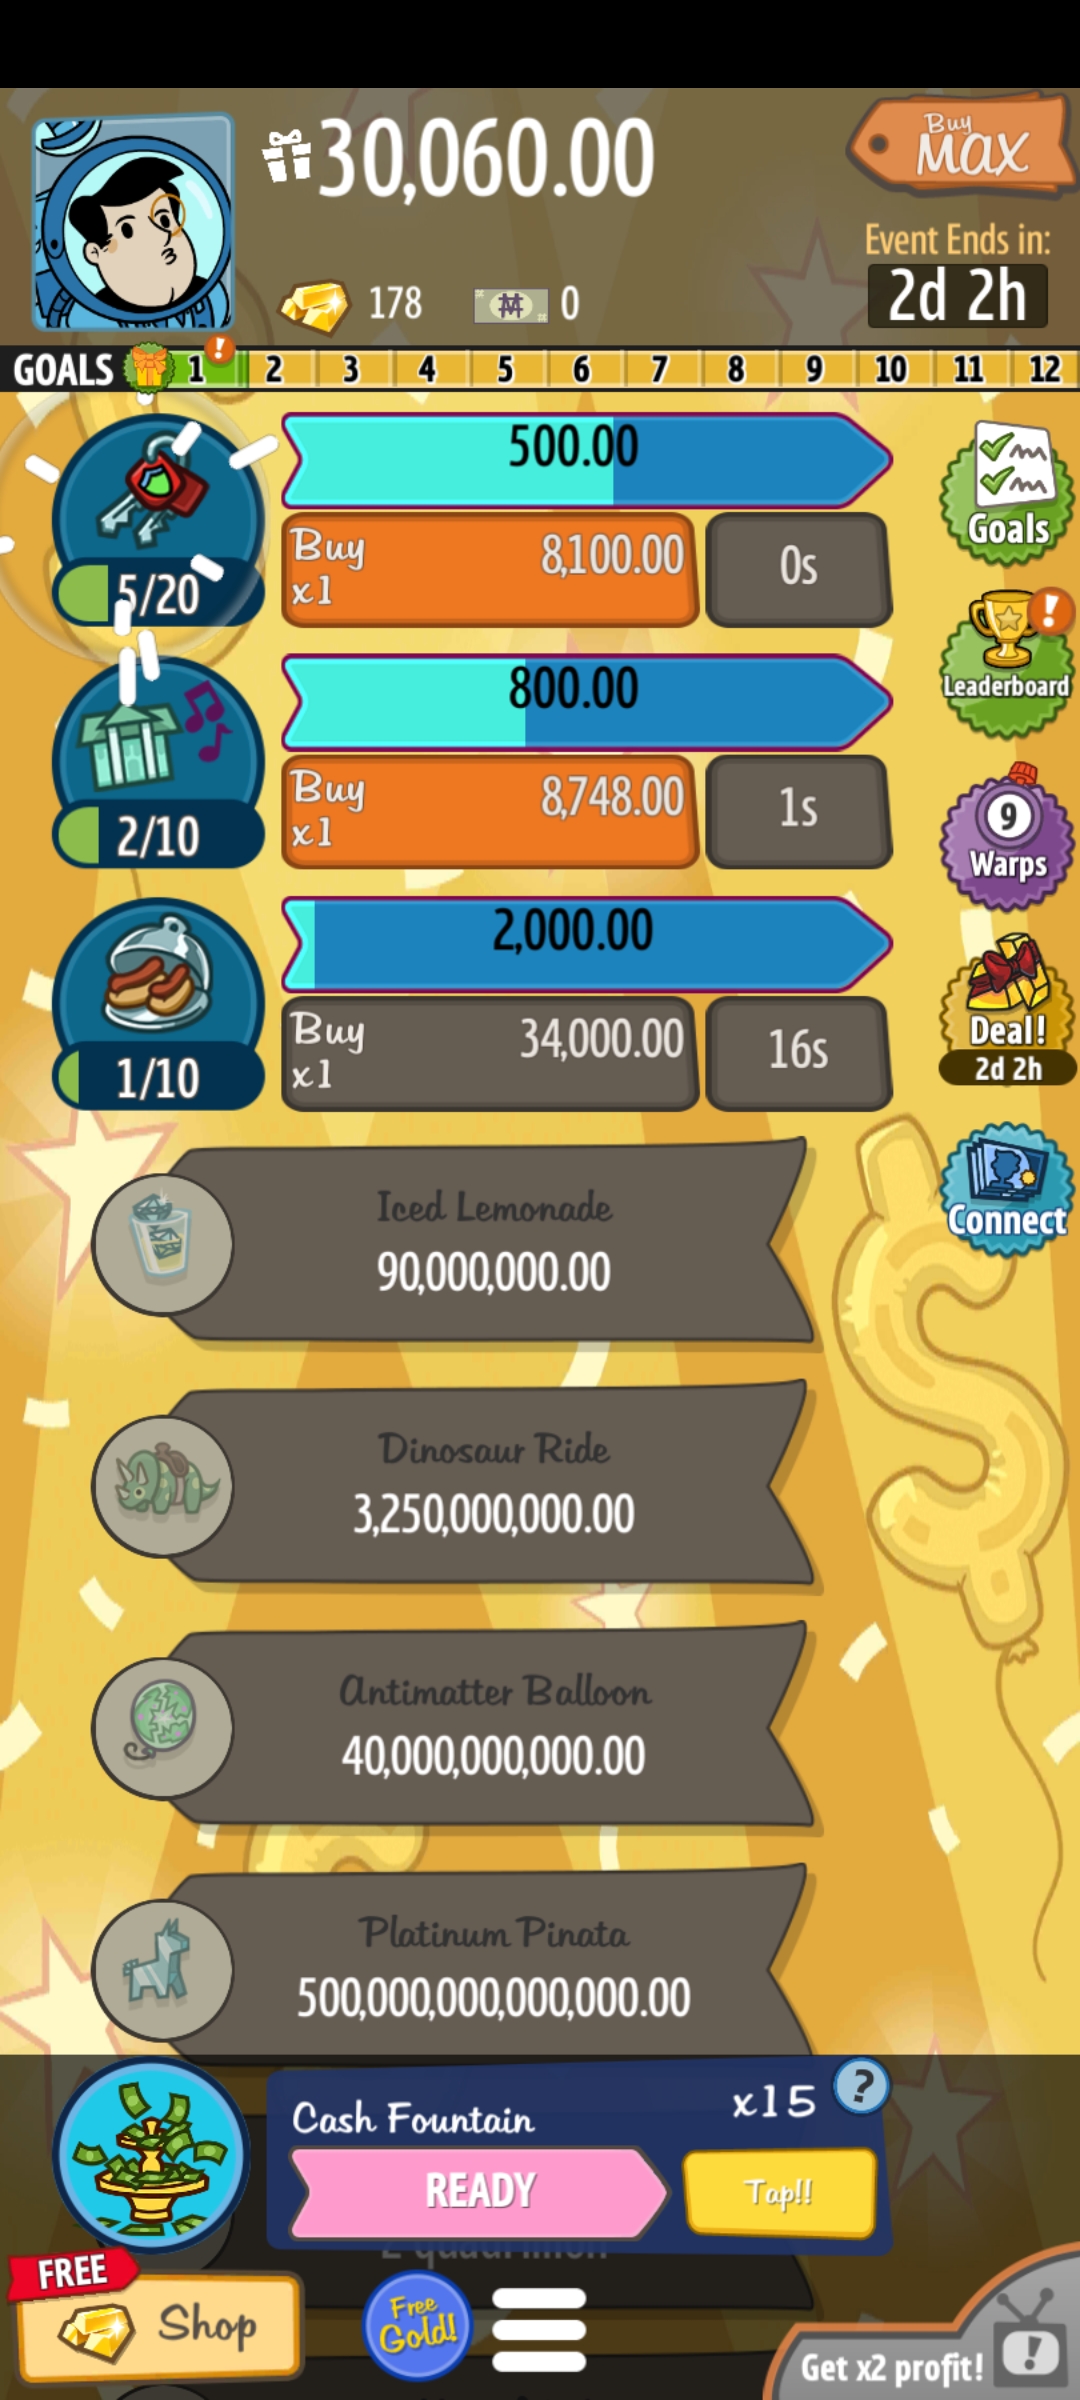 30,060.00
Buy
MAX
178
0
Event Ends in:
2d 2h
GOALS 1 ! 2 3 4 5 6 7 8 9 10 11 12
500.00
Buy
x1
8,100.00
0s
5/20
Goals
800.00
Buy
x1
8,748.00
1s
2/10
!
Leaderboard
9
Warps
2,000.00
Buy
x1
34,000.00
16s
1/10
Deal!
2d 2h
Connect
Iced Lemonade
90,000,000.00
Dinosaur Ride
3,250,000,000.00
Antimatter Balloon
40,000,000,000.00
Platinum Pinata
500,000,000,000,000.00
Cash Fountain
x15
?
READY
Tap!!
FREE
Shop
Free
Gold!
Get x2 profit!
!